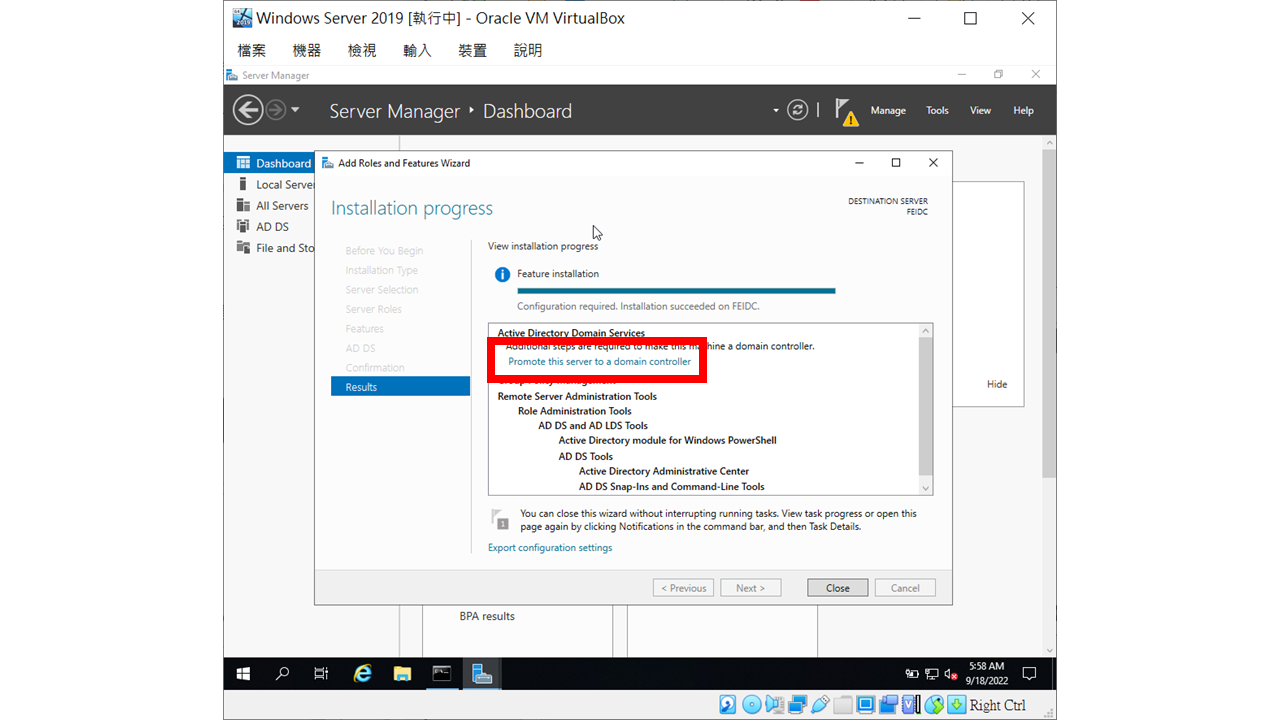 Windows Server 2019 [執行中] - Oracle VM VirtualBox
檔案 機器 檢視 輸入 裝置 說明
Server Manager
Server Manager ‣ Dashboard
Manage Tools View Help
Dashboard
Local Server
All Servers
AD DS
File and Sto
Add Roles and Features Wizard
Installation progress
DESTINATION SERVER
FEIDC
Before You Begin
Installation Type
Server Selection
Server Roles
Features
AD DS
Confirmation
Results
View installation progress
Feature installation
Configuration required. Installation succeeded on FEIDC.
Active Directory Domain Services
Additional steps are required to make this machine a domain controller.
Promote this server to a domain controller
Group Policy Management
Remote Server Administration Tools
Role Administration Tools
AD DS and AD LDS Tools
Active Directory module for Windows PowerShell
AD DS Tools
Active Directory Administrative Center
AD DS Snap-Ins and Command-Line Tools
Hide
1
You can close this wizard without interrupting running tasks. View task progress or open this
page again by clicking Notifications in the command bar, and then Task Details.
Export configuration settings
< Previous Next > Close Cancel
BPA results
5:58 AM
9/18/2022
Right Ctrl